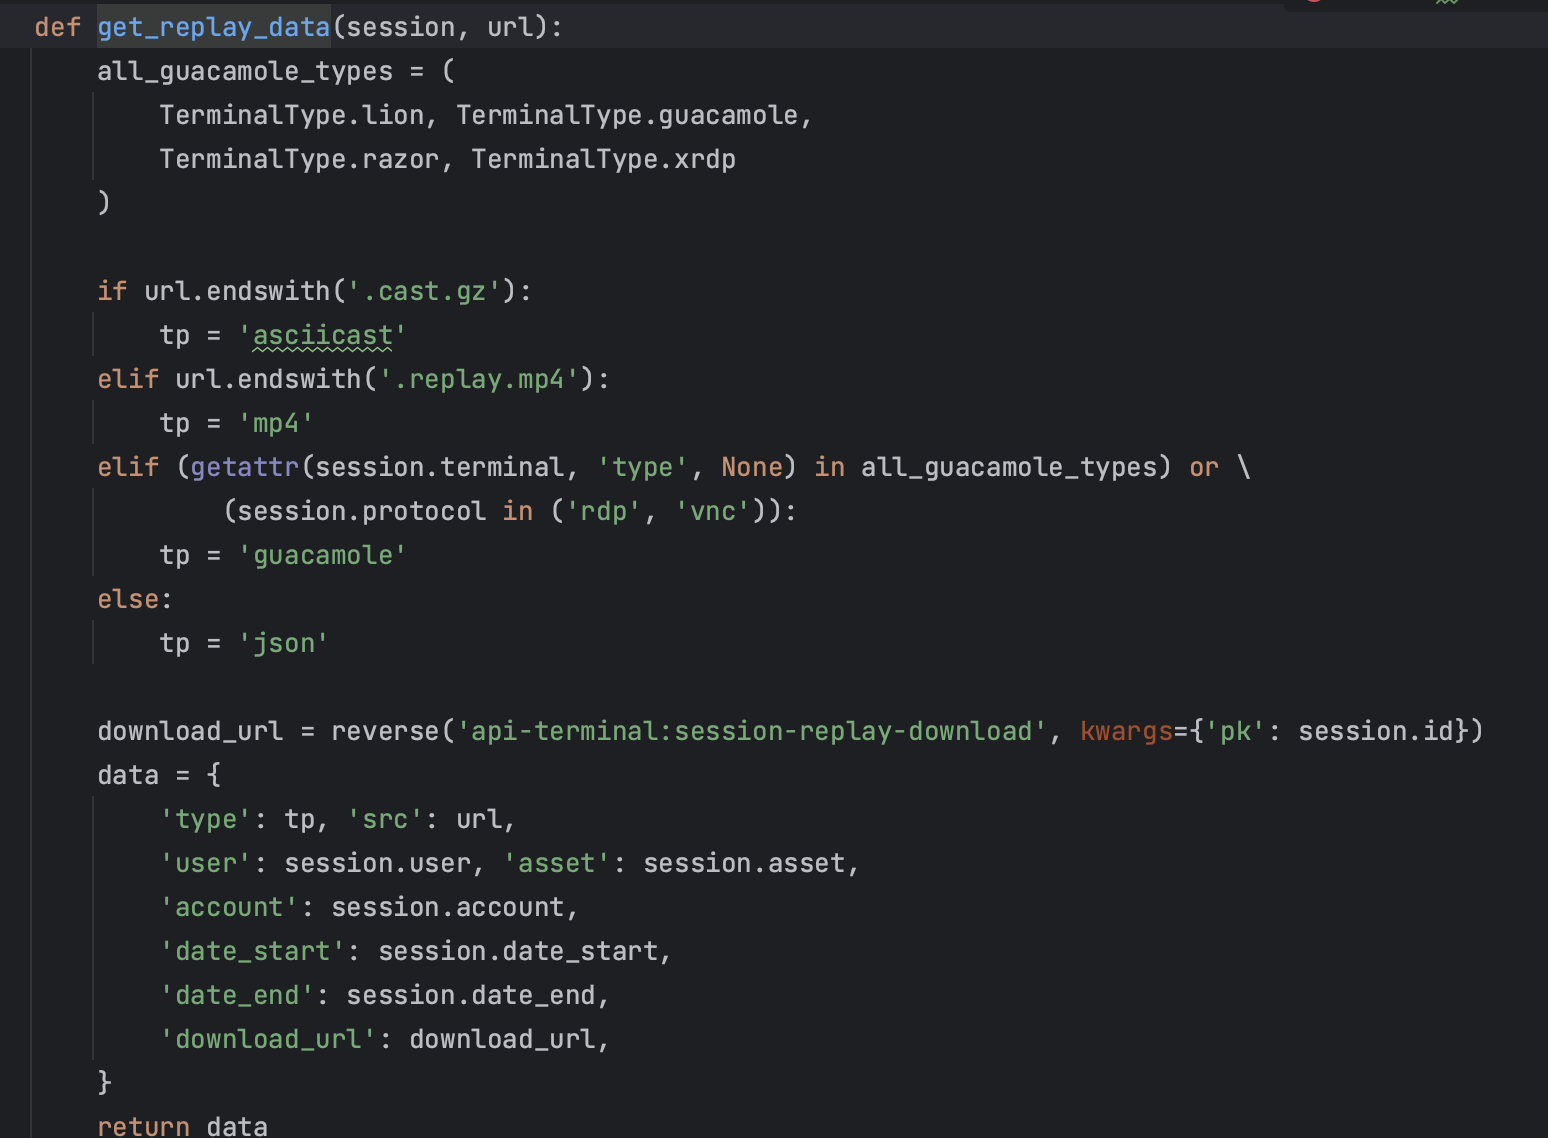 def get_replay_data(session, url):
    all_guacamole_types = (
        TerminalType.lion, TerminalType.guacamole,
        TerminalType.razor, TerminalType.xrdp
    )

    if url.endswith('.cast.gz'):
        tp = 'asciicast'
    elif url.endswith('.replay.mp4'):
        tp = 'mp4'
    elif (getattr(session.terminal, 'type', None) in all_guacamole_types) or \
            (session.protocol in ('rdp', 'vnc')):
        tp = 'guacamole'
    else:
        tp = 'json'

    download_url = reverse('api-terminal:session-replay-download', kwargs={'pk': session.id})
    data = {
        'type': tp, 'src': url,
        'user': session.user, 'asset': session.asset,
        'account': session.account,
        'date_start': session.date_start,
        'date_end': session.date_end,
        'download_url': download_url,
    }
    return data